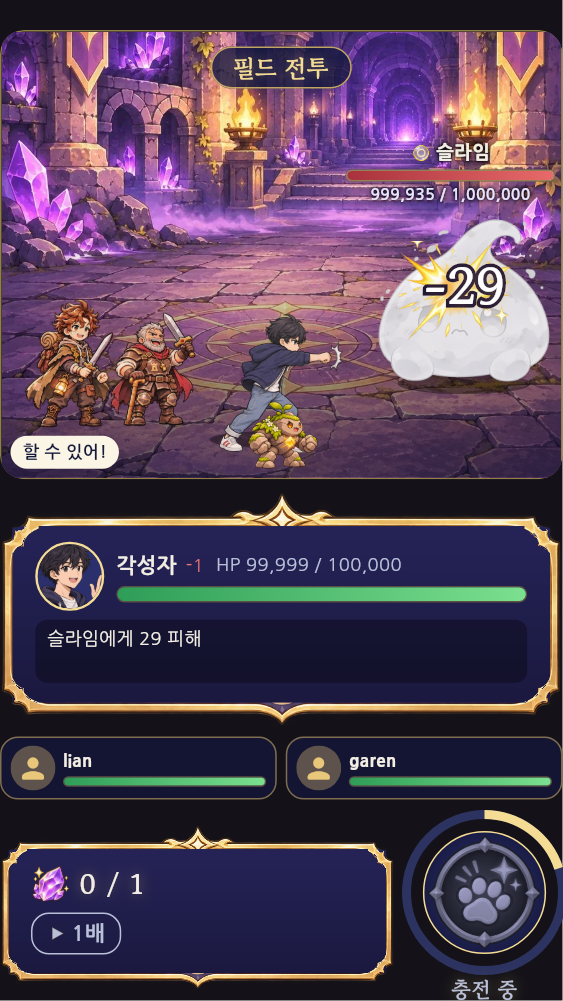 필드 전투
슬라임
999,935 / 1,000,000
-29
할 수 있어!
각성자 -1 HP 99,999 / 100,000
슬라임에게 29 피해
lian
garen
0 / 1
1배
충전 중